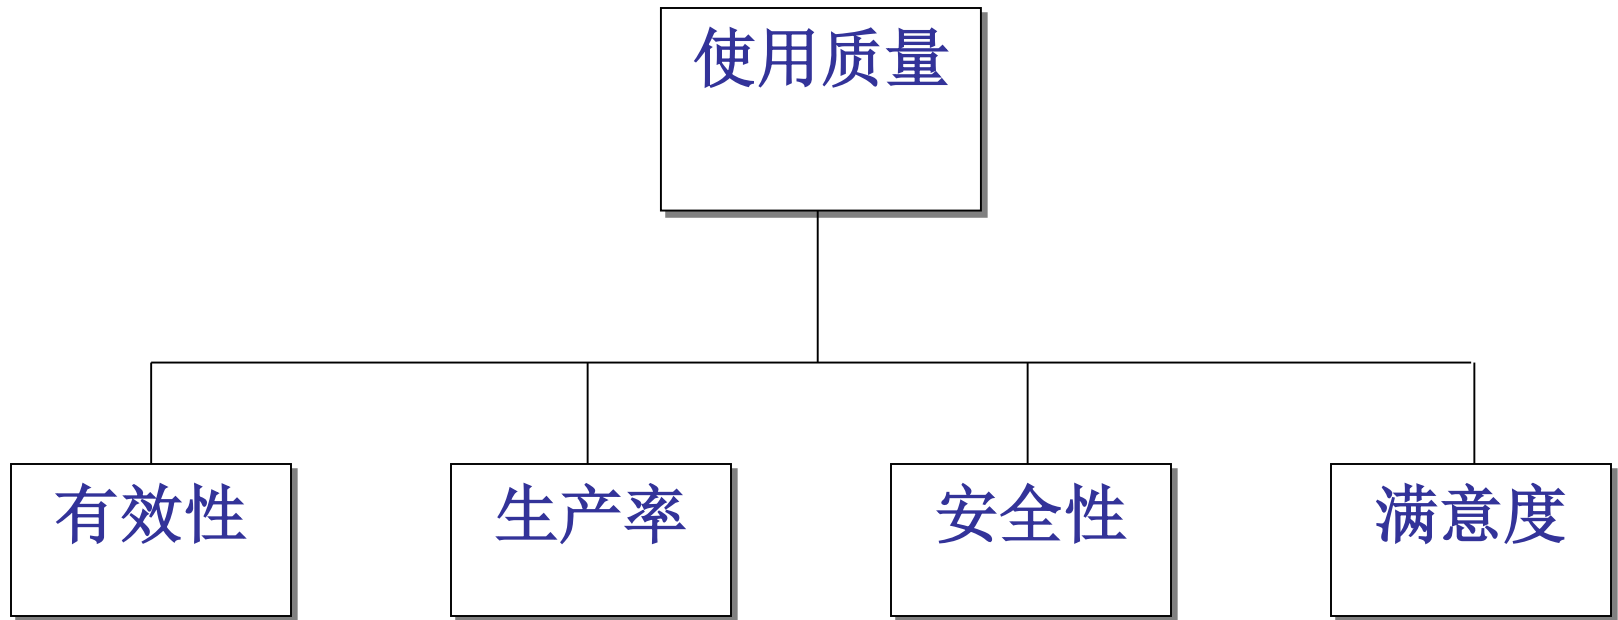 使用质量
有效性
生产率
安全性
满意度